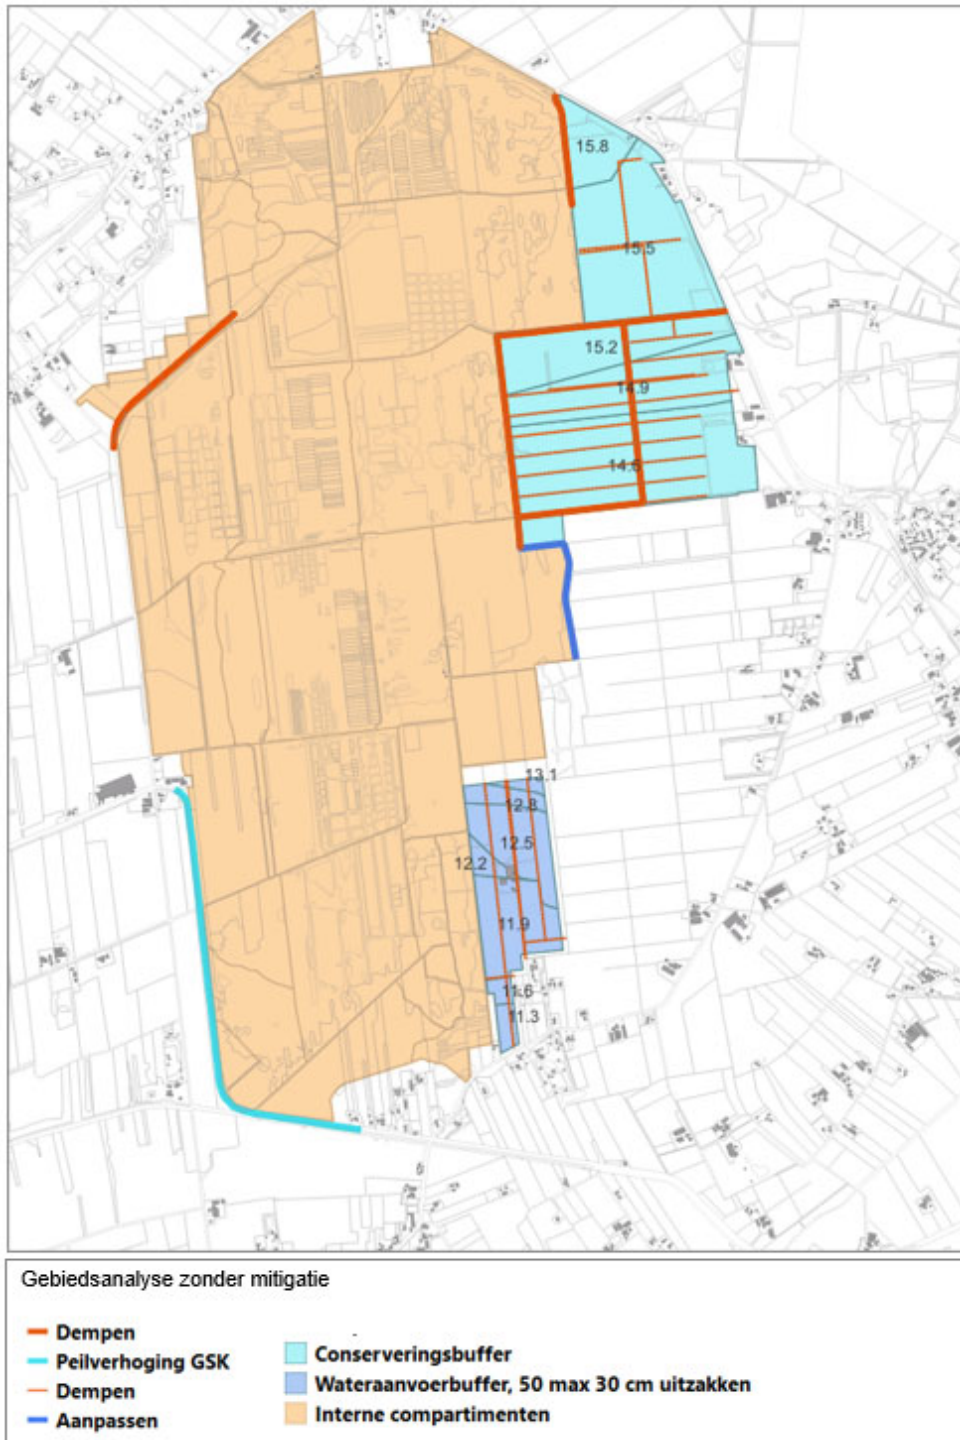 15.8
15.5
15.2
14.9
14.6
13.1
12.8
12.5
12.2
11.9
11.6
11.3
Gebiedsanalyse zonder mitigatie
Dempen
Peilverhoging GSK
Dempen
Aanpassen
Conserveringsbuffer
Wateraanvoerbuffer, 50 max 30 cm uitzakken
Interne compartimenten